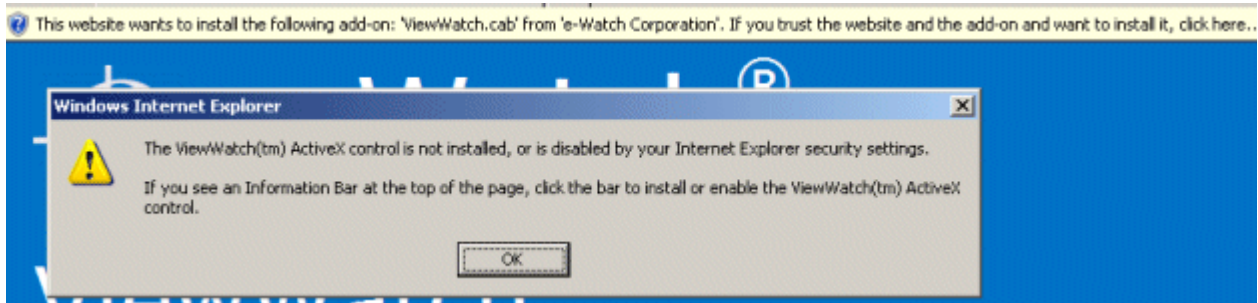 This website wants to install the following add-on: 'ViewWatch.cab' from 'e-Watch Corporation'. If you trust the website and the add-on and want to install it, click here..
®
Windows Internet Explorer
The ViewWatch(tm) ActiveX control is not installed, or is disabled by your Internet Explorer security settings.
If you see an Information Bar at the top of the page, click the bar to install or enable the ViewWatch(tm) ActiveX
control.
OK